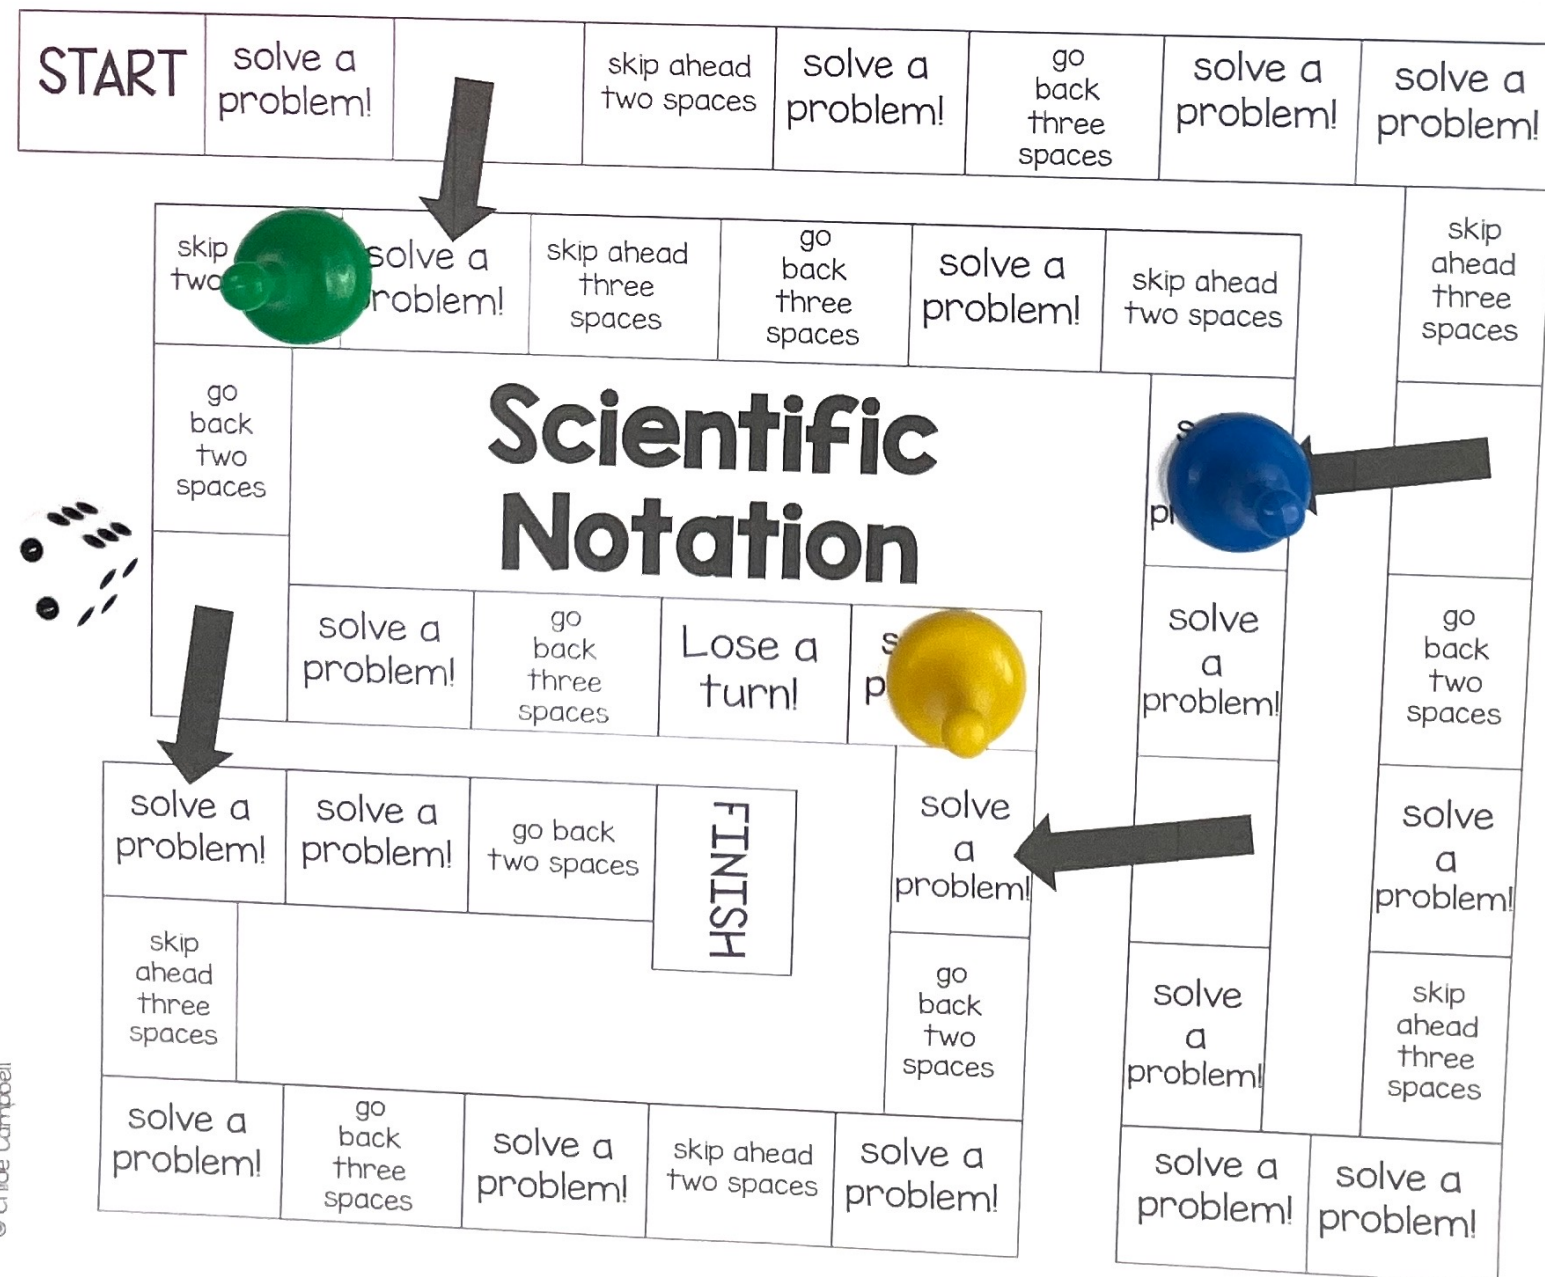 START
solve a
problem!
skip ahead
two spaces
solve a
problem!
go
back
three
spaces
solve a
problem!
solve a
problem!
skip
ahead
three
spaces
go
back
two
spaces
solve
a
problem!
skip
ahead
three
spaces
solve a
problem!
solve a
problem!
solve
a
problem!
solve
a
problem!
skip ahead
two spaces
solve a
problem!
go
back
three
spaces
skip ahead
three
spaces
solve a
roblem!
skip
two
go
back
two
spaces
Scientific
Notation
solve a
problem!
go
back
three
spaces
Lose a
turn!
solve
a
problem!
go
back
two
spaces
solve a
problem!
skip ahead
two spaces
solve a
problem!
go
back
three
spaces
solve a
problem!
skip
ahead
three
spaces
solve a
problem!
solve a
problem!
go back
two spaces
FINISH